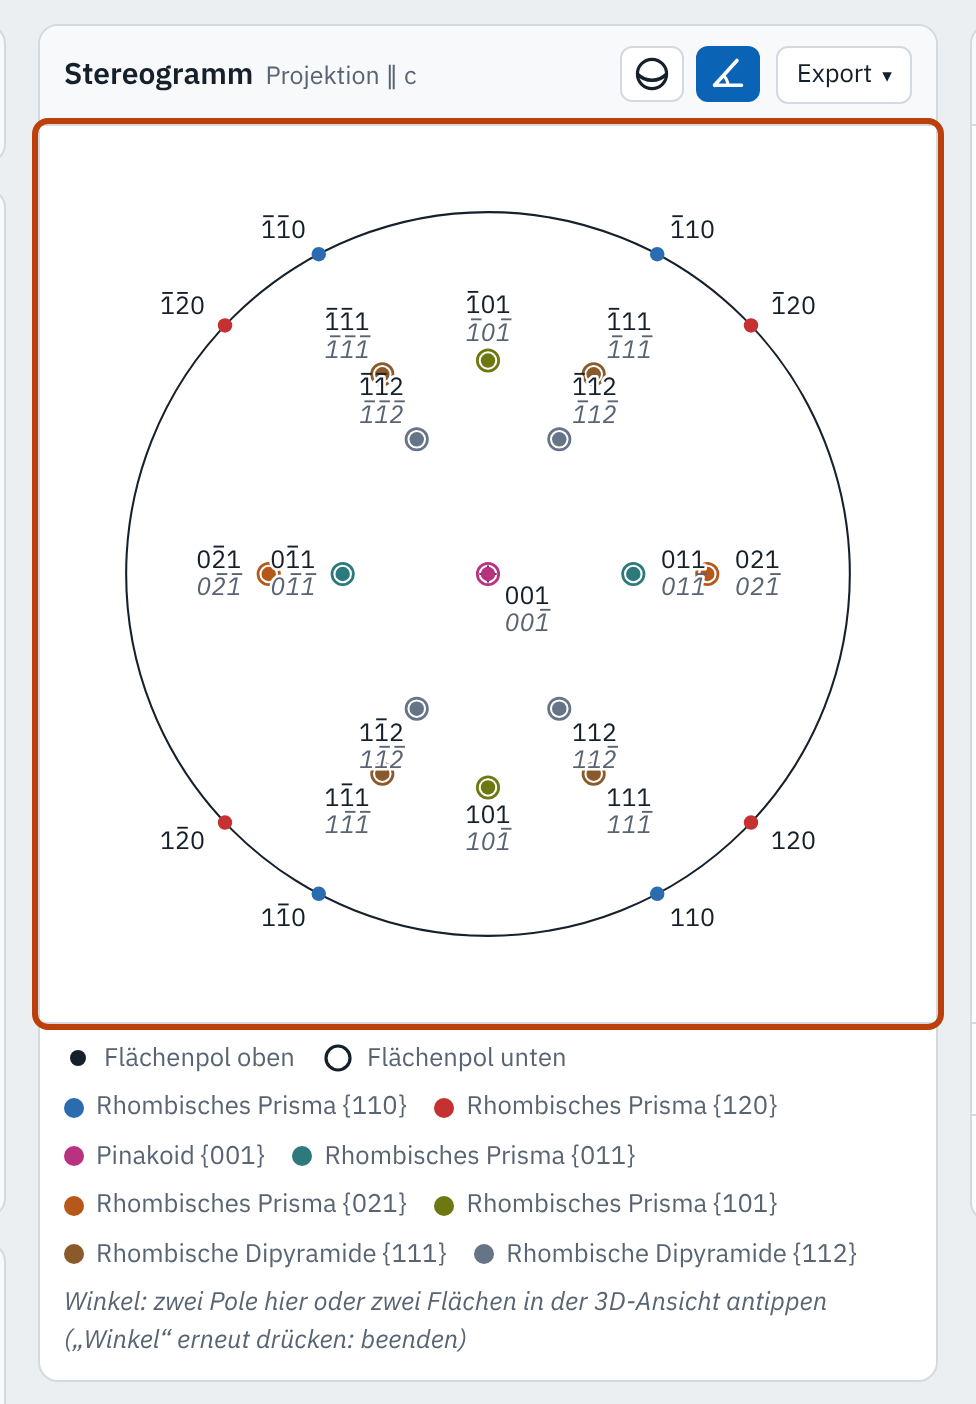 Stereogramm Projektion ∥ c Export ▾
1̅1̅0 1̅10
1̅2̅0 1̅20
1̅01
1̅01̅
1̅1̅1 1̅11
1̅1̅1̅ 1̅11̅
1̅1̅2 1̅12
1̅1̅2̅ 1̅12̅
02̅1 01̅1 011 021
02̅1̅ 01̅1̅ 011̅ 021̅
001
001̅
11̅2 112
11̅2̅ 112̅
11̅1 111
11̅1̅ 111̅
101
101̅
12̅0 120
11̅0 110
Flächenpol oben Flächenpol unten
Rhombisches Prisma {110} Rhombisches Prisma {120}
Pinakoid {001} Rhombisches Prisma {011}
Rhombisches Prisma {021} Rhombisches Prisma {101}
Rhombische Dipyramide {111} Rhombische Dipyramide {112}
Winkel: zwei Pole hier oder zwei Flächen in der 3D-Ansicht antippen
(„Winkel“ erneut drücken: beenden)